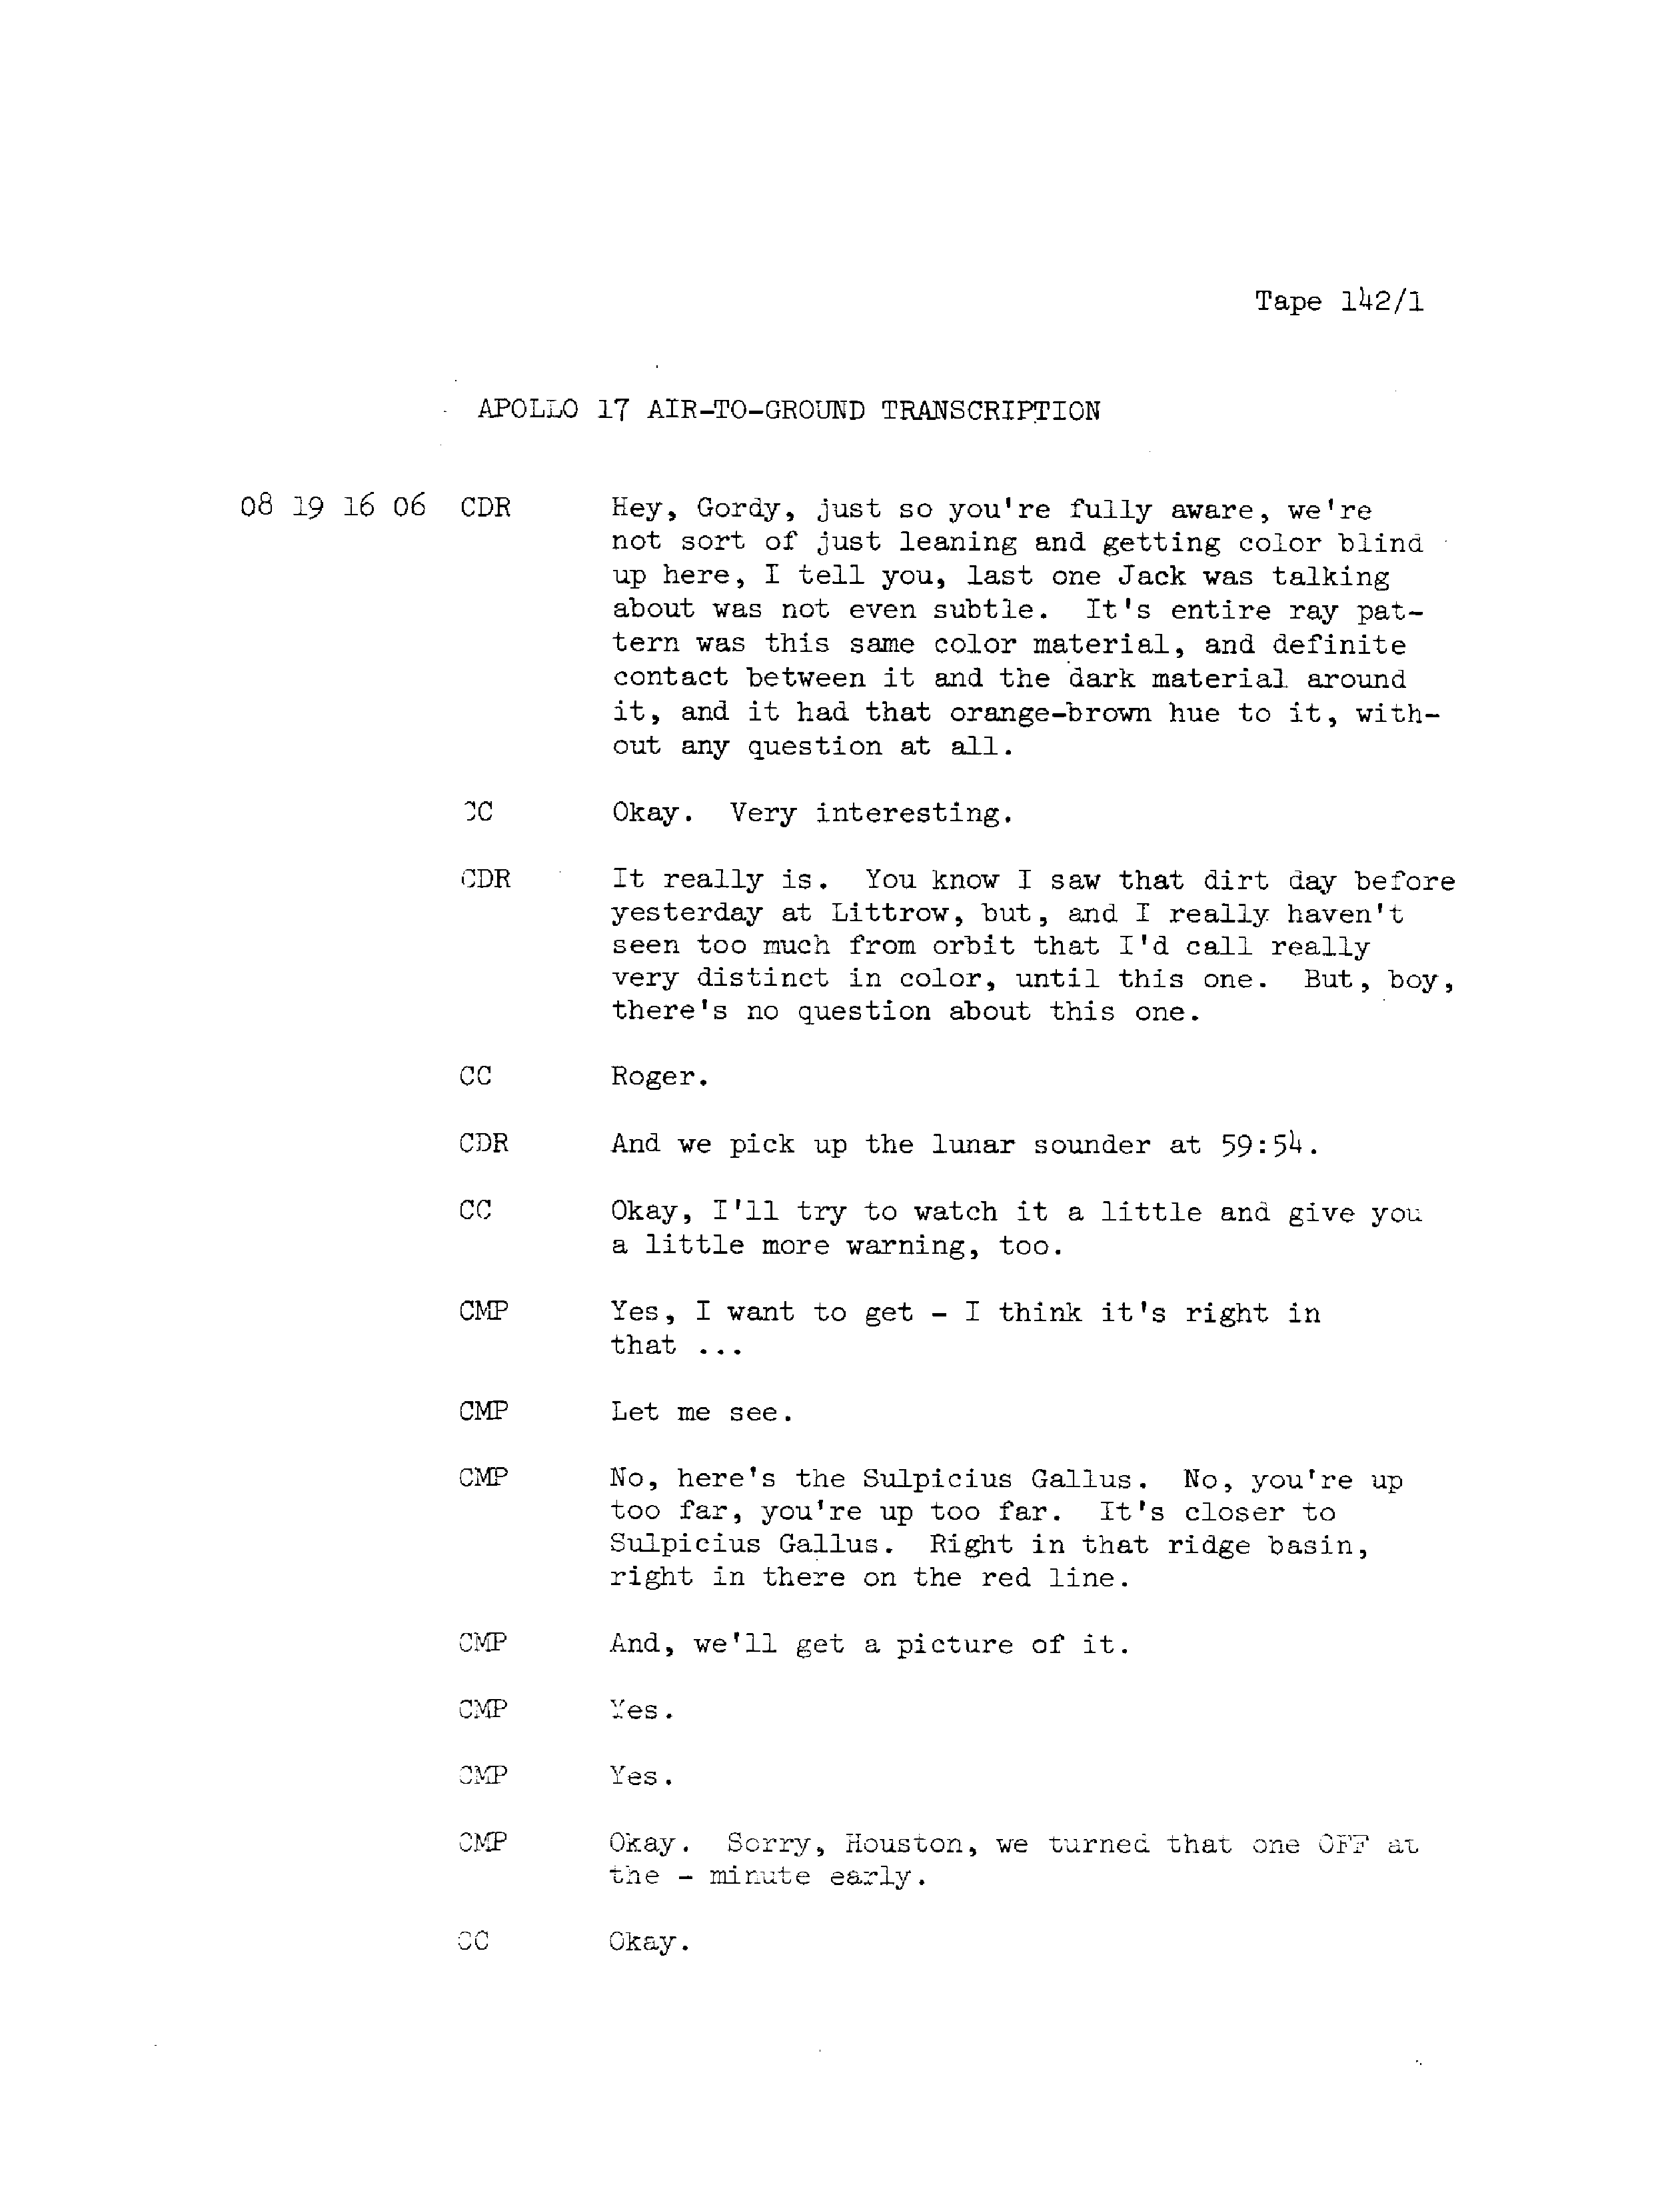 Tape 142/1
APOLLO 17 AIR-TO-GROUND TRANSCRIPTION
08 19 16 06 CDR Hey, Gordy, just so you're fully aware, we're
not sort of just leaning and getting color blind
up here, I tell you, last one Jack was talking
about was not even subtle. It's entire ray pat-
tern was this same color material, and definite
contact between it and the dark material around
it, and it had that orange-brown hue to it, with-
out any question at all.
CC Okay. Very interesting.
CDR It really is. You know I saw that dirt day before
yesterday at Littrow, but, and I really haven't
seen too much from orbit that I'd call really
very distinct in color, until this one. But, boy,
there's no question about this one.
CC Roger.
CDR And we pick up the lunar sounder at 59:54.
CC Okay, I'll try to watch it a little and give you
a little more warning, too.
CMP Yes, I want to get - I think it's right in
that ...
CMP Let me see.
CMP No, here's the Sulpicius Gallus. No, you're up
too far, you're up too far. It's closer to
Sulpicius Gallus. Right in that ridge basin,
right in there on the red line.
CMP And, we'll get a picture of it.
CMP Yes.
CMP Yes.
CMP Okay. Sorry, Houston, we turned that one OFF at
the - minute early.
CC Okay.